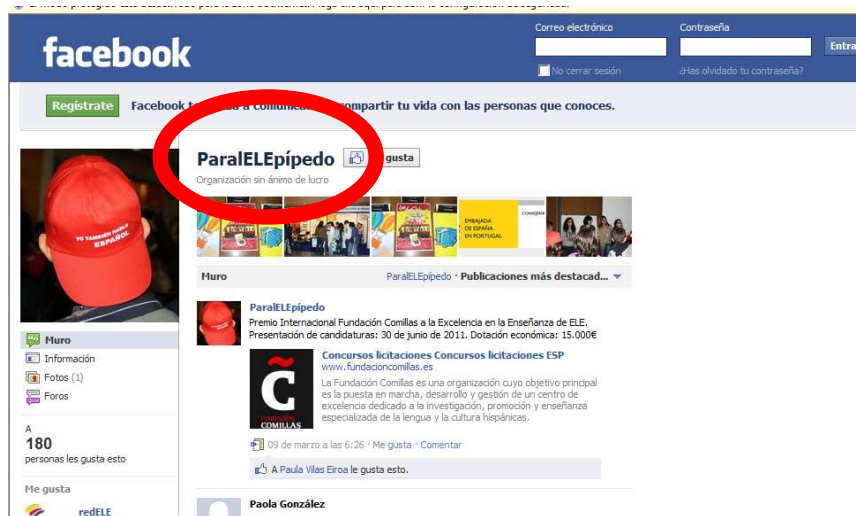 Correo electrónico
Contraseña
facebook
Entra
No cerrar sesión
¿Has olvidado tu contraseña?
Regístrate
Facebook
compartir tu vida con las personas que conoces.
ParalELEpípedo
gusta
Organización sin ánimo de lucro
YO TAMBIÉN HABLO
ESPAÑOL
EMBAJADA
DE ESPAÑA
EN PORTUGAL
Muro
ParalELEpípedo · Publicaciones más destacad...
ParalELEpípedo
Premio Internacional Fundación Comillas a la Excelencia en la Enseñanza de ELE.
Presentación de candidaturas: 30 de junio de 2011. Dotación económica: 15.000€
Muro
Información
Fotos (1)
Foros
Concursos licitaciones Concursos licitaciones ESP
www.fundacioncomillas.es
La Fundación Comillas es una organización cuyo objetivo principal
es la puesta en marcha, desarrollo y gestión de un centro de
excelencia dedicado a la investigación, promoción y enseñanza
especializada de la lengua y la cultura hispánicas.
FUNDACIÓN
COMILLAS
A
180
personas les gusta esto
09 de marzo a las 6:26 · Me gusta · Comentar
A Paula Vilas Eiroa le gusta esto.
Me gusta
redELE
Paola González